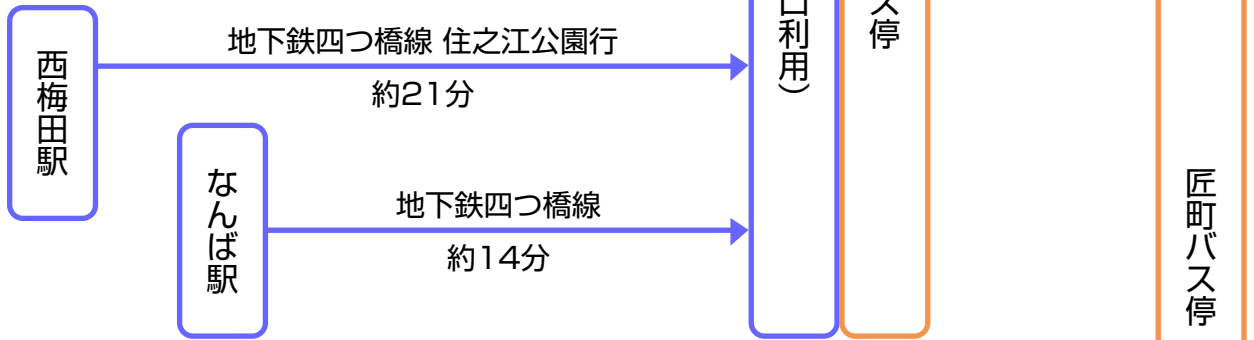 西梅田駅
地下鉄四つ橋線 住之江公園行
約21分
なんば駅
地下鉄四つ橋線
約14分
利用）
ス停
匠町バス停